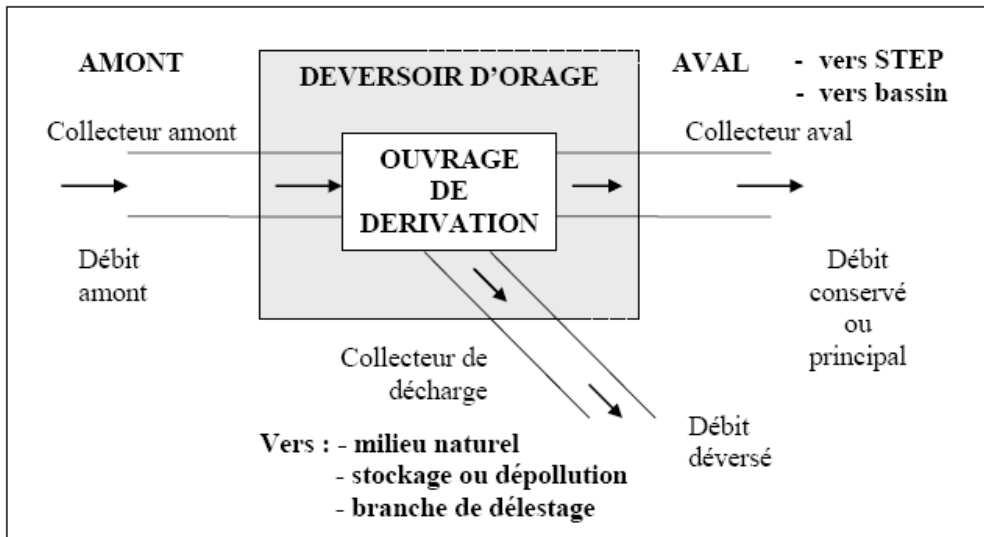 AMONT
DEVERSOIR D'ORAGE
AVAL
- vers STEP
- vers bassin
Collecteur amont
Collecteur aval
OUVRAGE
DE
DERIVATION
Débit
amont
Débit
conservé
ou
principal
Collecteur de
décharge
Débit
déversé
Vers : - milieu naturel
- stockage ou dépollution
- branche de délestage